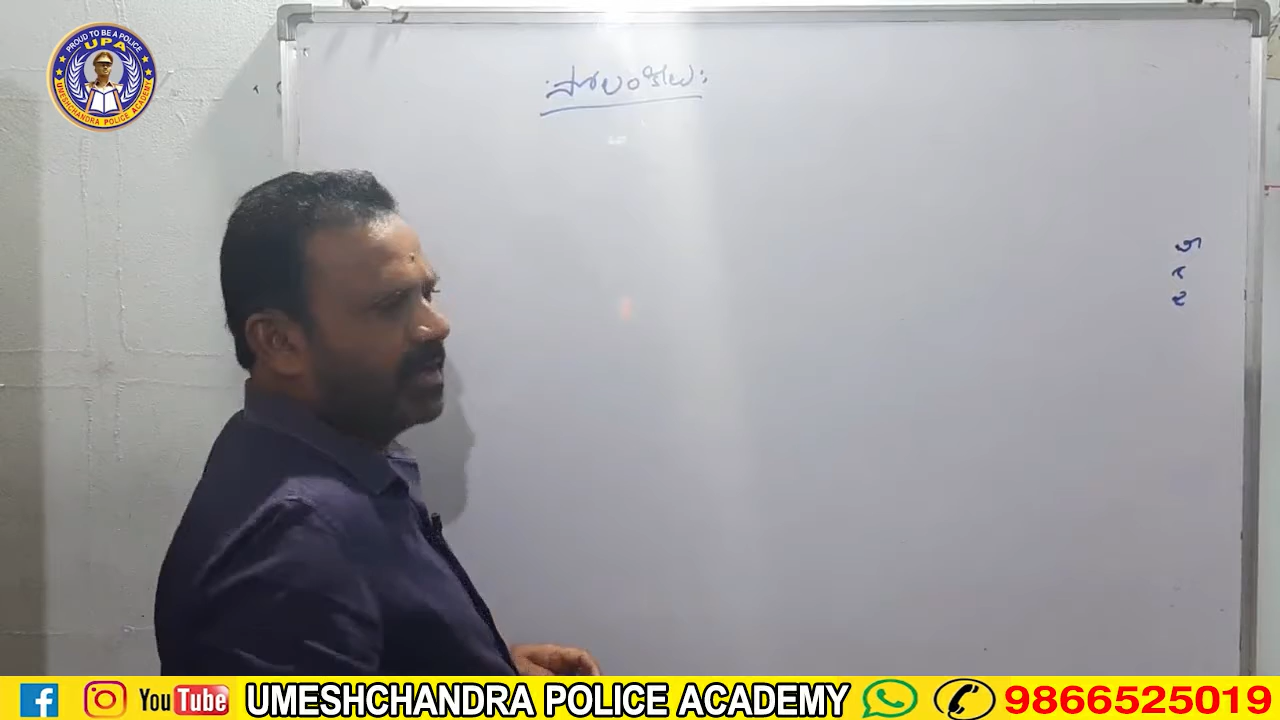 PROUD TO BE A POLICE
UPA
UMESHCHANDRA POLICE ACADEMY
పాలంకెలు:
YouTube UMESHCHANDRA POLICE ACADEMY 9866525019